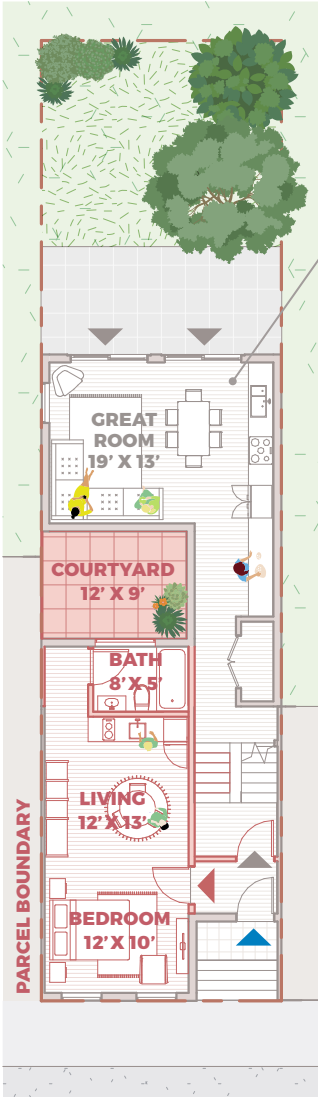 GREAT
ROOM
19' X 13'
COURTYARD
12' X 9'
BATH
8' X 5'
LIVING
12' X 13'
BEDROOM
12' X 10'
PARCEL BOUNDARY